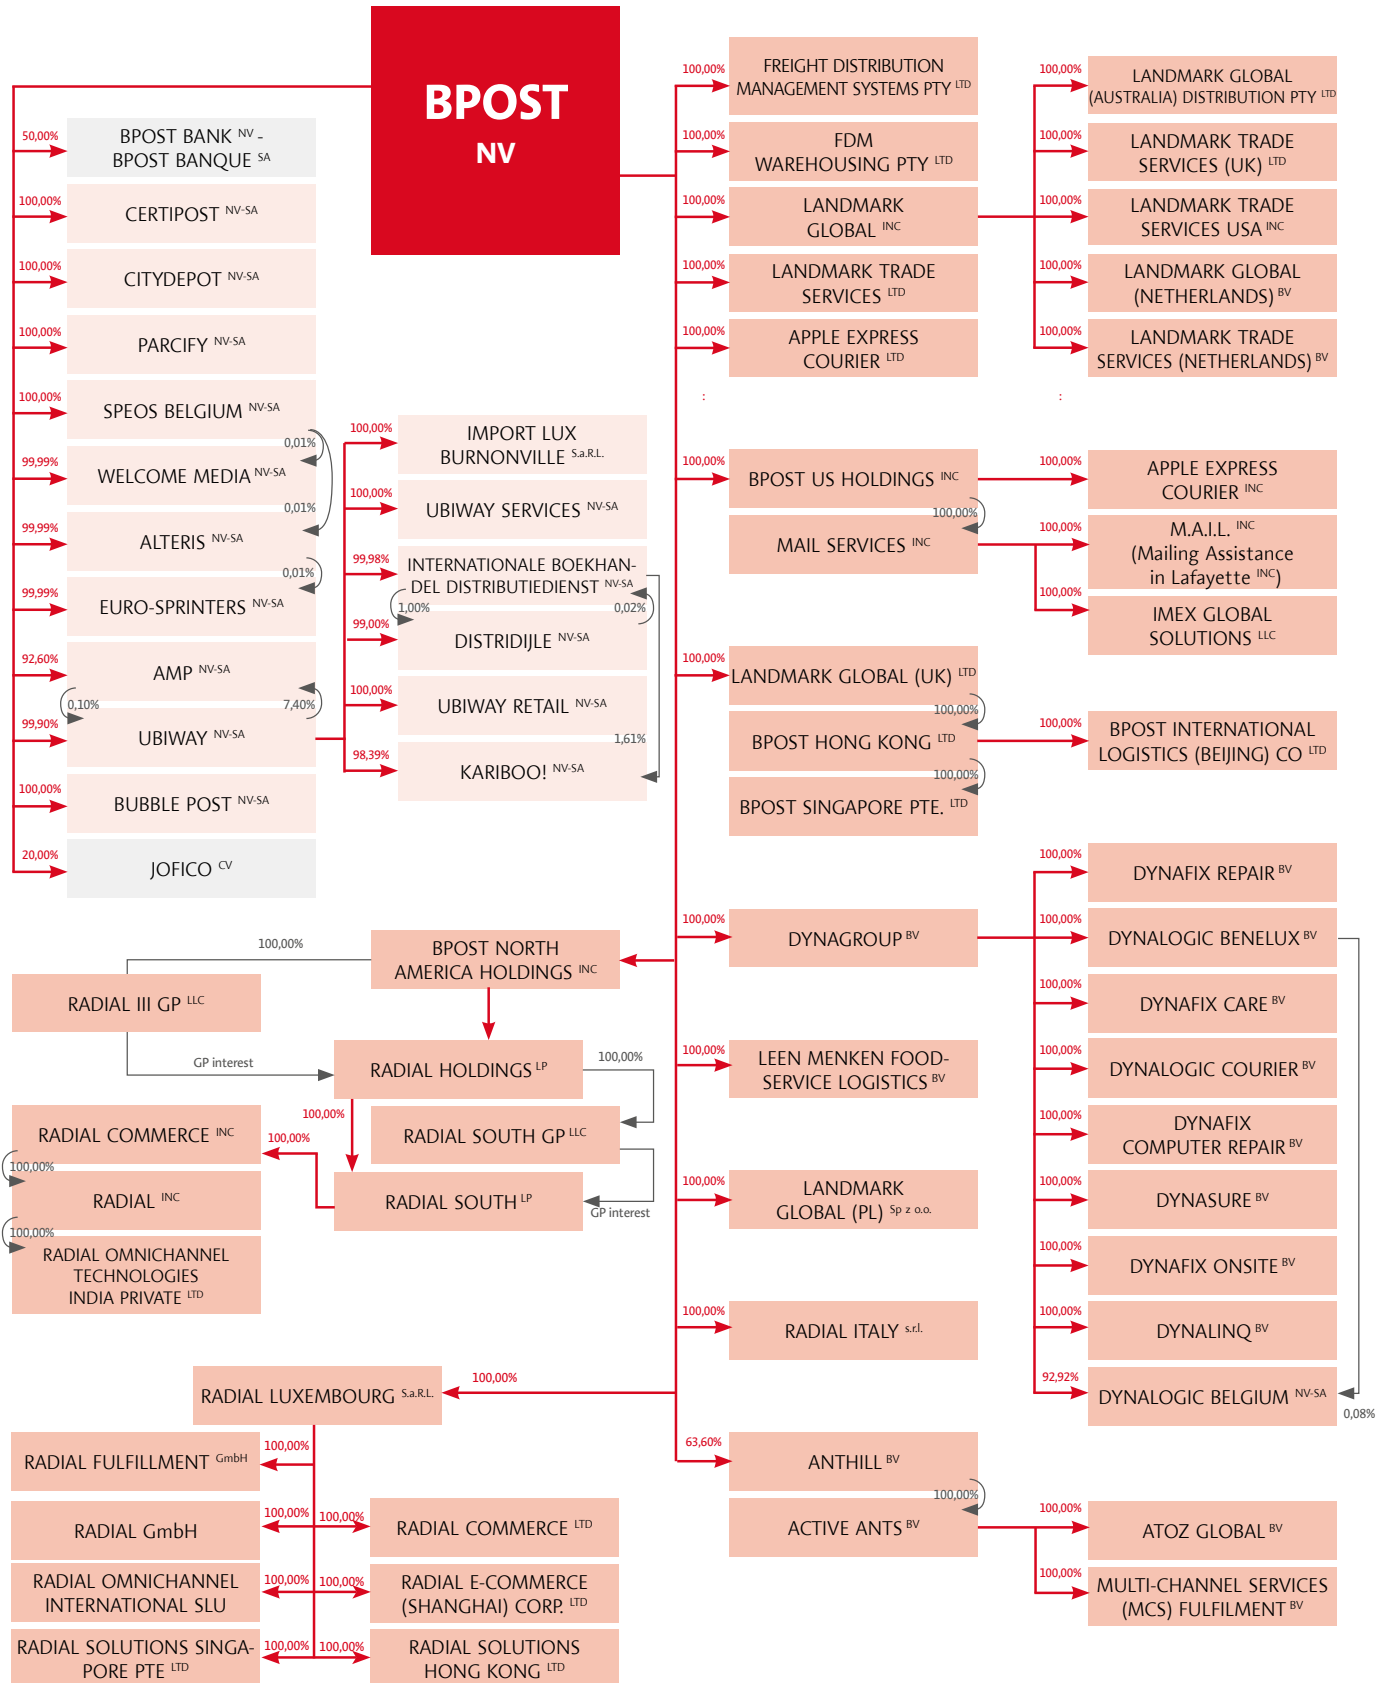 BPOST
NV
50,00%
BPOST BANK NV -
BPOST BANQUE SA
100,00%
CERTIPOST NV-SA
100,00%
CITYDEPOT NV-SA
100,00%
PARCIFY NV-SA
100,00%
SPEOS BELGIUM NV-SA
0,01%
99,99%
WELCOME MEDIA NV-SA
0,01%
99,99%
ALTERIS NV-SA
0,01%
99,99%
EURO-SPRINTERS NV-SA
92,60%
AMP NV-SA
0,10%
7,40%
99,90%
UBIWAY NV-SA
100,00%
BUBBLE POST NV-SA
20,00%
JOFICO CV
100,00%
IMPORT LUX
BURNONVILLE S.a.R.L.
100,00%
UBIWAY SERVICES NV-SA
99,98%
INTERNATIONALE BOEKHAN-
DEL DISTRIBUTIEDIENST NV-SA
1,00%
0,02%
99,00%
DISTRIDIJLE NV-SA
100,00%
UBIWAY RETAIL NV-SA
1,61%
98,39%
KARIBOO! NV-SA
100,00%
FREIGHT DISTRIBUTION
MANAGEMENT SYSTEMS PTY LTD
100,00%
FDM
WAREHOUSING PTY LTD
100,00%
LANDMARK
GLOBAL INC
100,00%
LANDMARK TRADE
SERVICES LTD
100,00%
APPLE EXPRESS
COURIER LTD
:
100,00%
LANDMARK GLOBAL
(AUSTRALIA) DISTRIBUTION PTY LTD
100,00%
LANDMARK TRADE
SERVICES (UK) LTD
100,00%
LANDMARK TRADE
SERVICES USA INC
100,00%
LANDMARK GLOBAL
(NETHERLANDS) BV
100,00%
LANDMARK TRADE
SERVICES (NETHERLANDS) BV
:
100,00%
BPOST US HOLDINGS INC
100,00%
MAIL SERVICES INC
100,00%
APPLE EXPRESS
COURIER INC
100,00%
M.A.I.L. INC
(Mailing Assistance
in Lafayette INC)
100,00%
IMEX GLOBAL
SOLUTIONS LLC
100,00%
LANDMARK GLOBAL (UK) LTD
100,00%
BPOST HONG KONG LTD
100,00%
BPOST SINGAPORE PTE. LTD
100,00%
BPOST INTERNATIONAL
LOGISTICS (BEIJING) CO LTD
100,00%
DYNAGROUP BV
100,00%
DYNAFIX REPAIR BV
100,00%
DYNALOGIC BENELUX BV
100,00%
DYNAFIX CARE BV
100,00%
DYNALOGIC COURIER BV
100,00%
DYNAFIX
COMPUTER REPAIR BV
100,00%
DYNASURE BV
100,00%
DYNAFIX ONSITE BV
100,00%
DYNALINQ BV
92,92%
DYNALOGIC BELGIUM NV-SA
0,08%
100,00%
LEEN MENKEN FOOD-
SERVICE LOGISTICS BV
100,00%
LANDMARK
GLOBAL (PL) Sp z o.o.
100,00%
RADIAL ITALY s.r.l.
63,60%
ANTHILL BV
100,00%
ACTIVE ANTS BV
100,00%
ATOZ GLOBAL BV
100,00%
MULTI-CHANNEL SERVICES
(MCS) FULFILMENT BV
BPOST NORTH
AMERICA HOLDINGS INC
100,00%
RADIAL III GP LLC
GP interest
RADIAL HOLDINGS LP
100,00%
100,00%
RADIAL SOUTH GP LLC
GP interest
RADIAL SOUTH LP
100,00%
RADIAL COMMERCE INC
100,00%
RADIAL INC
100,00%
RADIAL OMNICHANNEL
TECHNOLOGIES
INDIA PRIVATE LTD
100,00%
RADIAL LUXEMBOURG S.a.R.L.
100,00%
RADIAL FULFILLMENT GmbH
100,00%
RADIAL GmbH
100,00%
RADIAL COMMERCE LTD
100,00%
RADIAL OMNICHANNEL
INTERNATIONAL SLU
100,00%
RADIAL E-COMMERCE
(SHANGHAI) CORP. LTD
100,00%
RADIAL SOLUTIONS SINGA-
PORE PTE LTD
100,00%
RADIAL SOLUTIONS
HONG KONG LTD